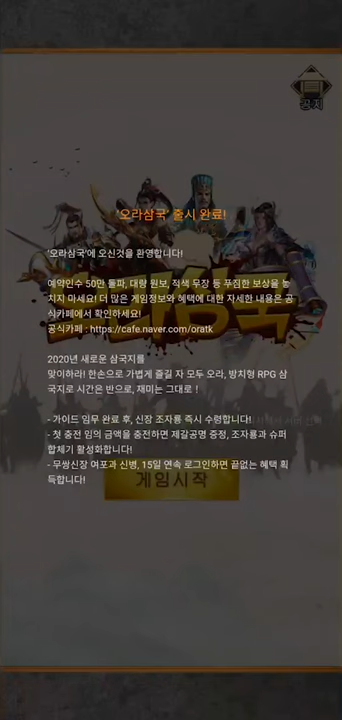 공지
'오라삼국' 출시 완료!
'오라삼국'에 오신것을 환영합니다!
예약인수 50만 돌파, 대량 원보, 적색 무장 등 푸짐한 보상을 놓
치지 마세요! 더 많은 게임정보와 혜택에 대한 자세한 내용은 공
식카페에서 확인하세요!
공식카페 : https://cafe.naver.com/oratk
2020년 새로운 삼국지를
맞이하라! 한손으로 가볍게 즐길 자 모두 오라, 방치형 RPG 삼
국지로 시간은 반으로, 재미는 그대로 !
- 가이드 임무 완료 후, 신장 조자룡 즉시 수령합니다!
- 첫 충전 임의 금액을 충전하면 제갈공명 증정, 조자룡과 슈퍼
합체기 활성화합니다!
- 무쌍신장 여포과 신병, 15일 연속 로그인하면 끝없는 혜택 획
득합니다!
게임시작